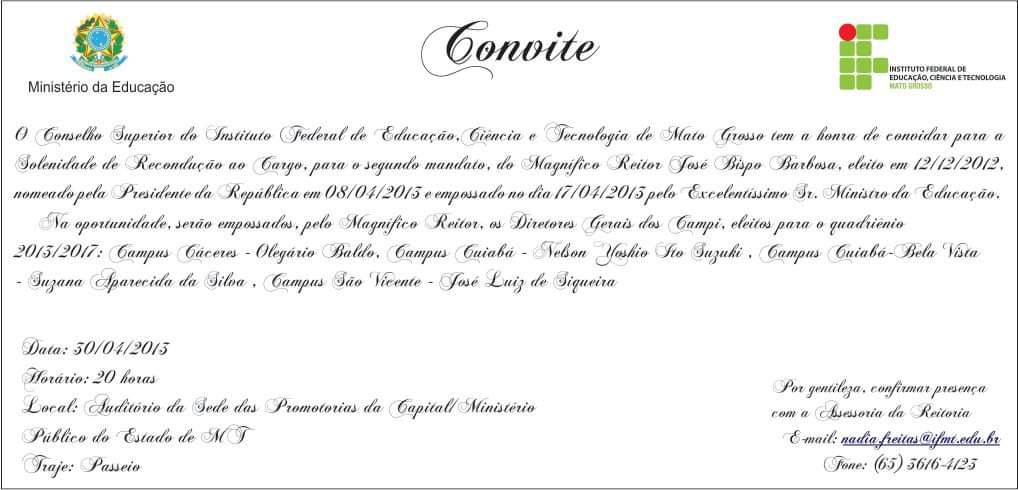 Convite
Ministério da Educação
INSTITUTO FEDERAL DE
EDUCAÇÃO, CIÊNCIA E TECNOLOGIA
MATO GROSSO
O Conselho Superior do Instituto Federal de Educação, Ciência e Tecnologia de Mato Grosso tem a honra de convidar para a
Solenidade de Recondução ao Cargo, para o segundo mandato, do Magnífico Reitor José Bispo Barbosa, eleito em 12/12/2012,
nomeado pela Presidente da República em 08/04/2013 e empossado no dia 17/04/2013 pelo Excelentíssimo Sr. Ministro da Educação.
Na oportunidade, serão empossados, pelo Magnífico Reitor, os Diretores Gerais dos Campi, eleitos para o quadriênio
2013/2017: Campus Cáceres - Olegário Baldo, Campus Cuiabá - Nelson Yoshio Ito Suzuki , Campus Cuiabá-Bela Vista
- Suzana Aparecida da Silva , Campus São Vicente - José Luiz de Siqueira
Data: 30/04/2013
Horário: 20 horas
Local: Auditório da Sede das Promotorias da Capital/Ministério
Público do Estado de MT
Traje: Passeio
Por gentileza, confirmar presença
com a Assessoria da Reitoria
E-mail: nadia.freitas@ifmt.edu.br
Fone: (65) 3616-4123